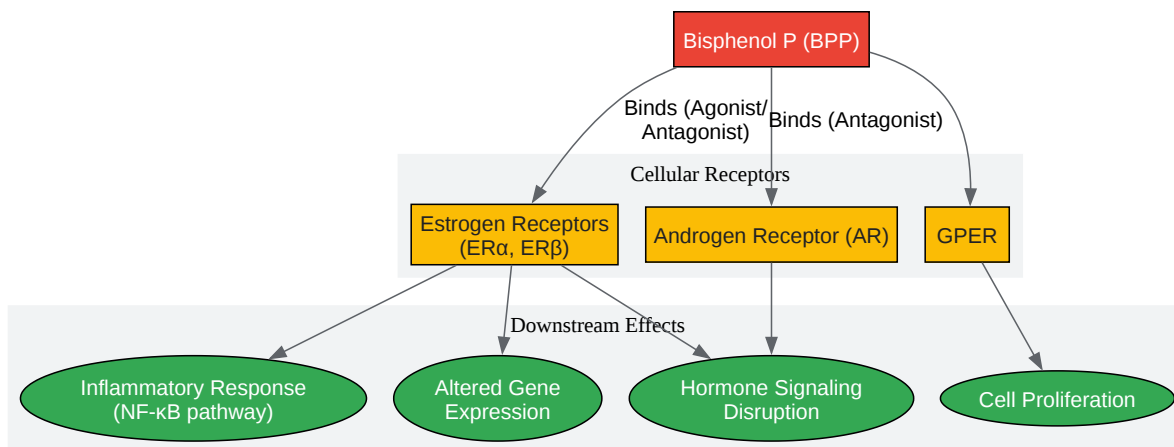 Bisphenol P (BPP)
Binds (Agonist/
Antagonist)
Binds (Antagonist)
Cellular Receptors
Estrogen Receptors
(ERα, ERβ)
Androgen Receptor (AR)
GPER
Downstream Effects
Inflammatory Response
(NF-κB pathway)
Altered Gene
Expression
Hormone Signaling
Disruption
Cell Proliferation